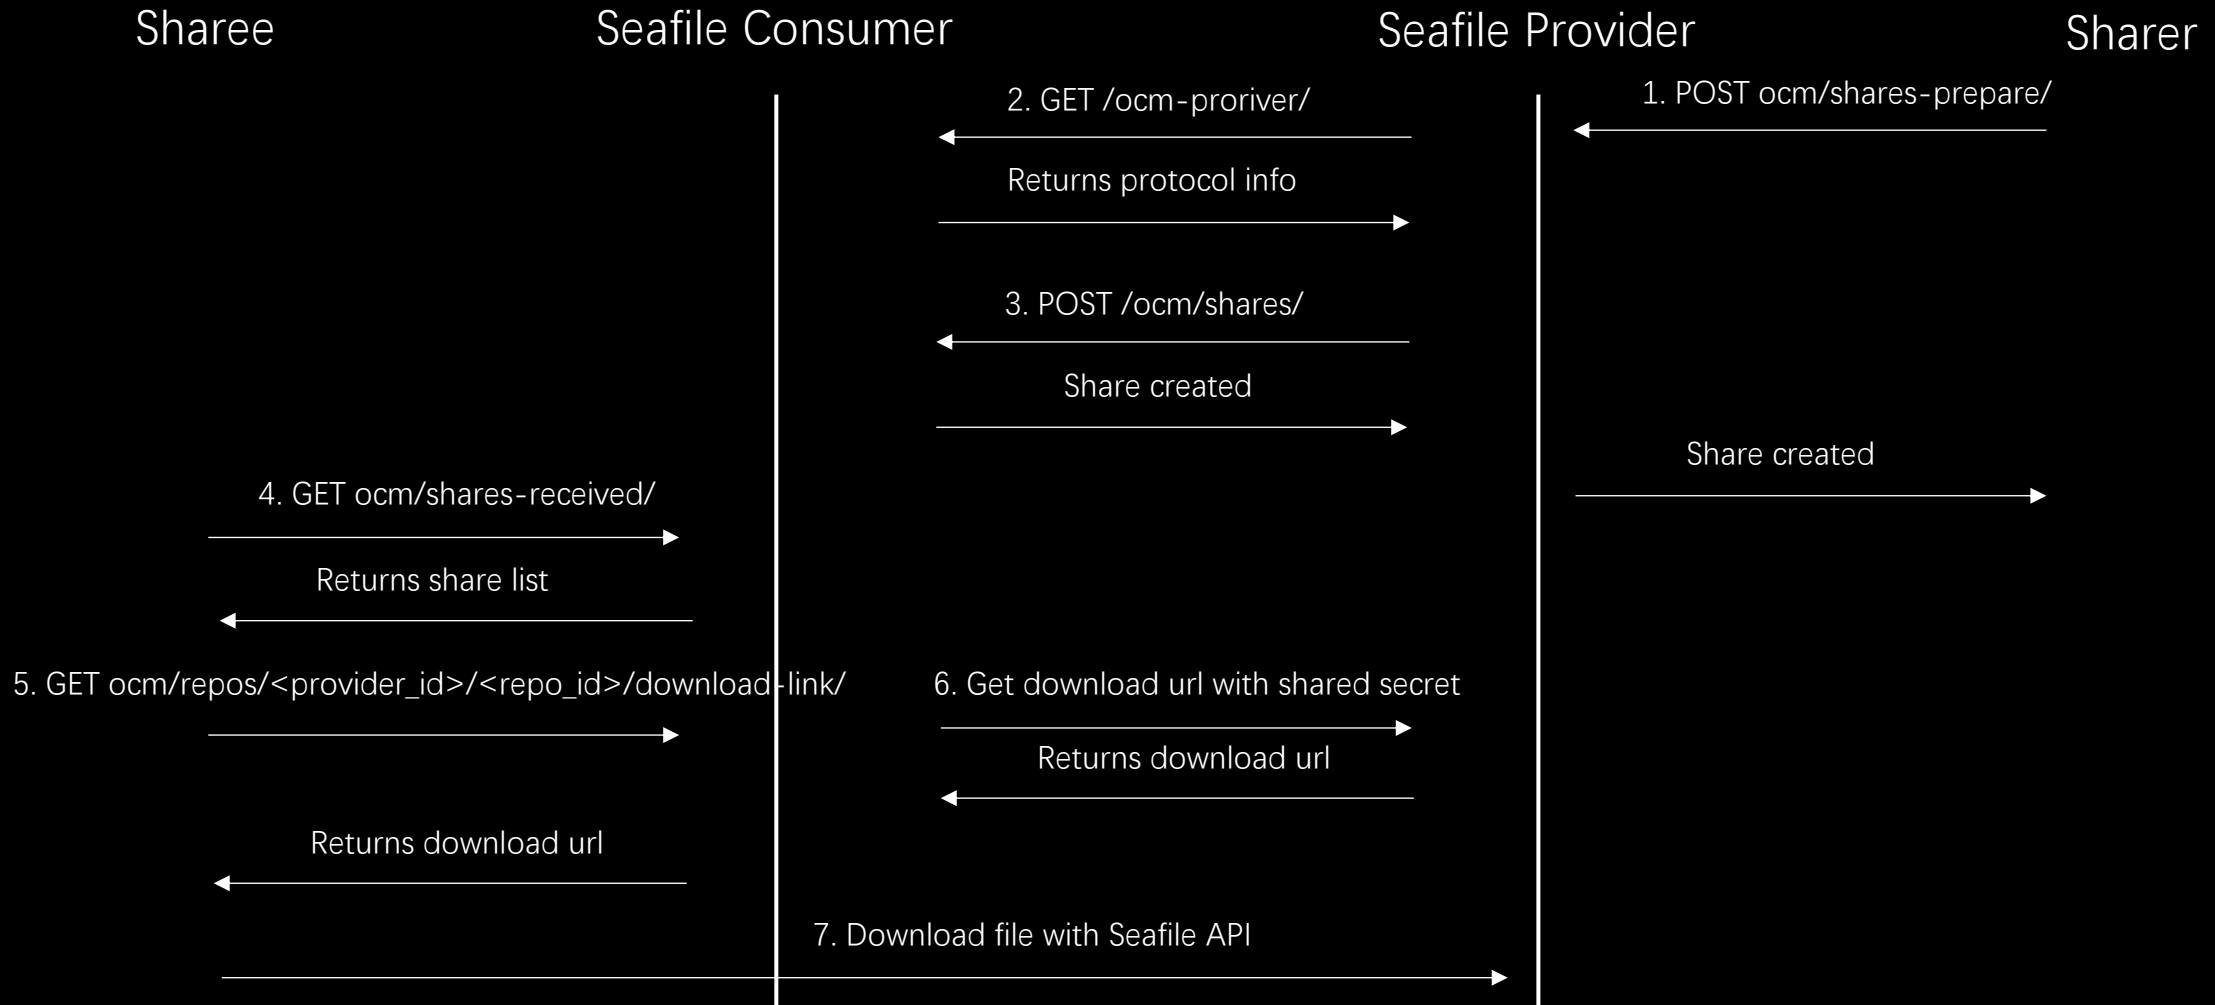 Sharee
Seafile Consumer
Seafile Provider
Sharer
1. POST ocm/shares-prepare/
2. GET /ocm-proriver/
Returns protocol info
3. POST /ocm/shares/
Share created
Share created
4. GET ocm/shares-received/
Returns share list
5. GET ocm/repos/<provider_id>/<repo_id>/download-link/
6. Get download url with shared secret
Returns download url
Returns download url
7. Download file with Seafile API